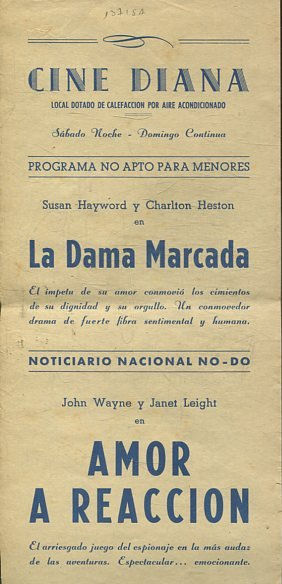 CINE DIANA
LOCAL DOTADO DE CALEFACCION POR AIRE ACONDICIONADO
Sábado Noche - Domingo Continua
PROGRAMA NO APTO PARA MENORES
Susan Hayword y Charlton Heston
en
La Dama Marcada
El ímpetu de su amor conmovió los cimientos
de su dignidad y su orgullo. Un conmovedor
drama de fuerte fibra sentimental y humana.
NOTICIARIO NACIONAL NO-DO
John Wayne y Janet Leight
en
AMOR
A REACCION
El arriesgado juego del espionaje en la más audaz
de las aventuras. Espectacular... emocionante.